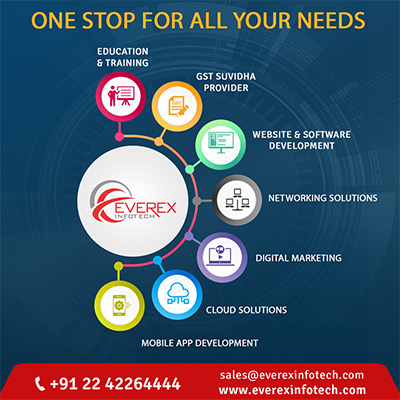 ONE STOP FOR ALL YOUR NEEDS
EDUCATION
& TRAINING
GST SUVIDHA
PROVIDER
GST
WEBSITE & SOFTWARE
DEVELOPMENT
EVEREX
INFOTECH
NETWORKING SOLUTIONS
DIGITAL MARKETING
CLOUD SOLUTIONS
MOBILE APP DEVELOPMENT
+91 22 42264444
sales@everexinfotech.com
www.everexinfotech.com